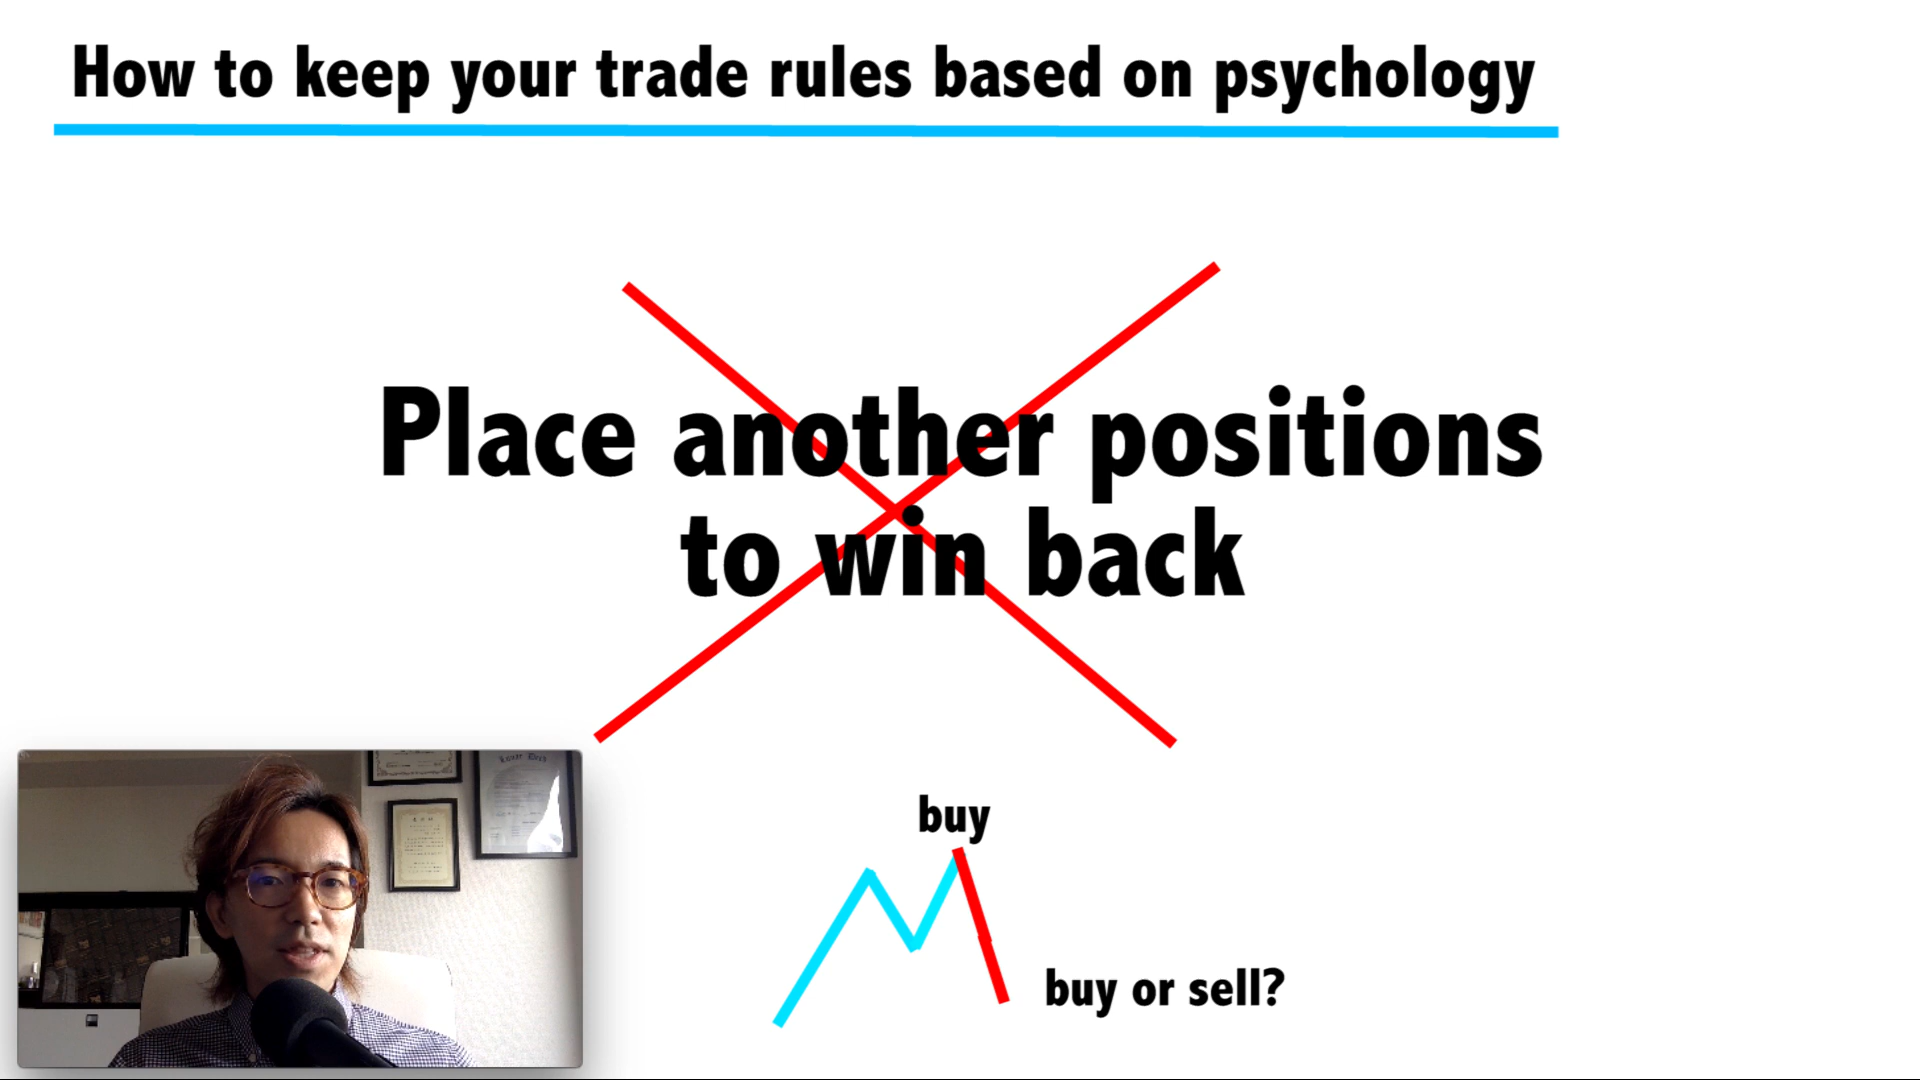 How to keep your trade rules based on psychology
Place another positions
to win back
buy
buy or sell?